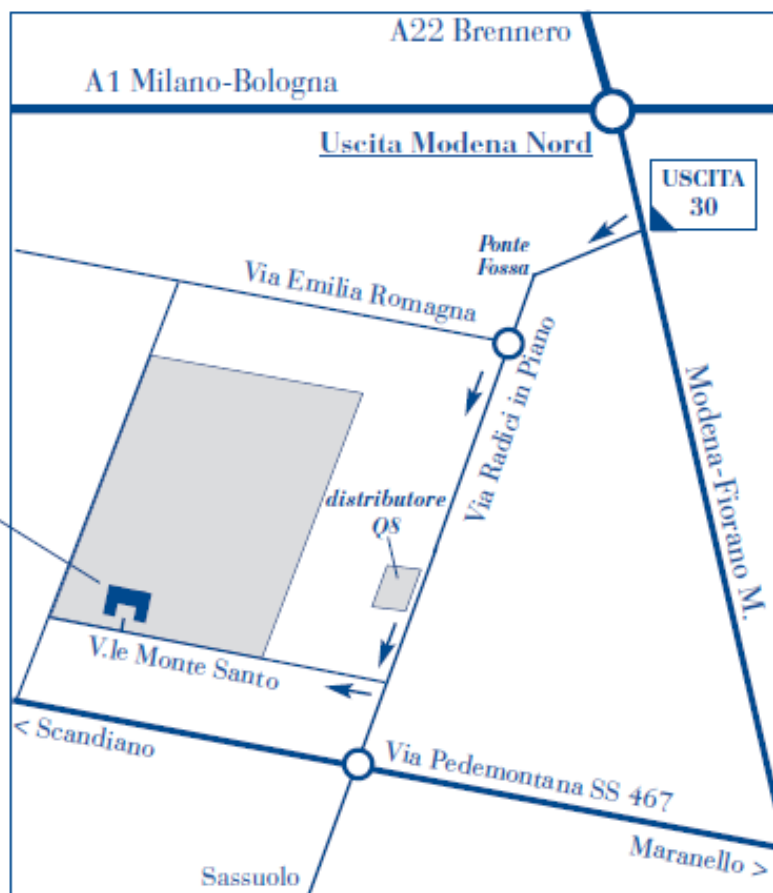 A22 Brennero
A1 Milano-Bologna
Uscita Modena Nord
USCITA
30
Ponte
Fossa
Via Emilia Romagna
Via Radici in Piano
Modena-Fiorano M.
distributore
Q8
V.le Monte Santo
< Scandiano
Via Pedemontana SS 467
Maranello >
Sassuolo